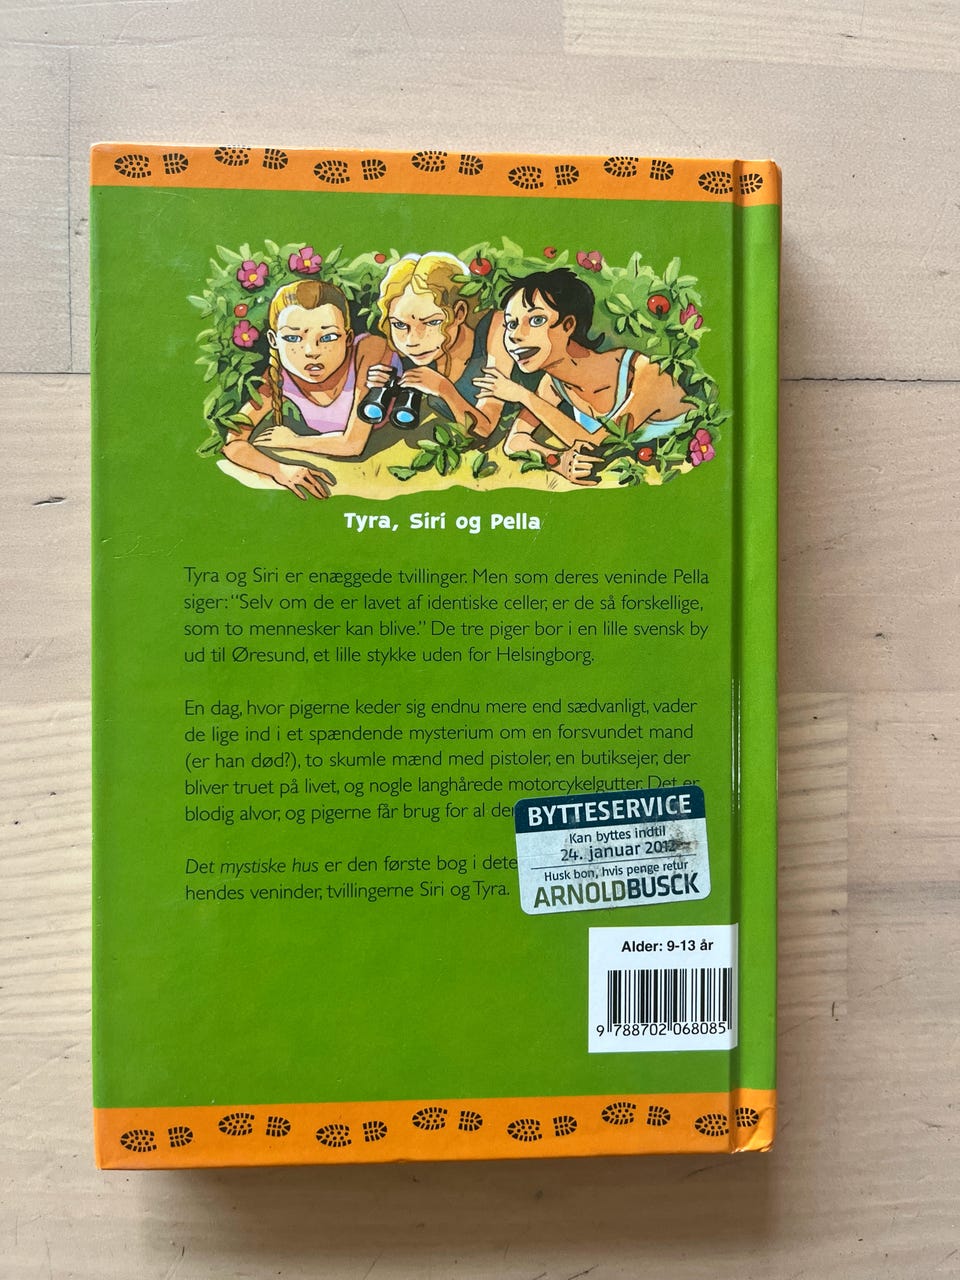 Tyra, Siri og Pella
Tyra og Siri er enæggede tvillinger. Men som deres veninde Pella
siger: “Selv om de er lavet af identiske celler, er de så forskellige,
som to mennesker kan blive.” De tre piger bor i en lille svensk by
ud til Øresund, et lille stykke uden for Helsingborg.
En dag, hvor pigerne keder sig endnu mere end sædvanligt, vader
de lige ind i et spændende mysterium om en forsvundet mand
(er han død?), to skumle mænd med pistoler, en butiksejer, der
bliver truet på livet, og nogle langhårede motorcykelgutter. Det er
blodig alvor, og pigerne får brug for al
Det mystiske hus er den første bog i
hendes veninder, tvillingerne Siri og Tyra.
BYTTESERVICE
Kan byttes indtil
24. januar 2012
Husk bon, hvis penge retur
ARNOLDBUSCK
Alder: 9-13 år
9 788702 068085